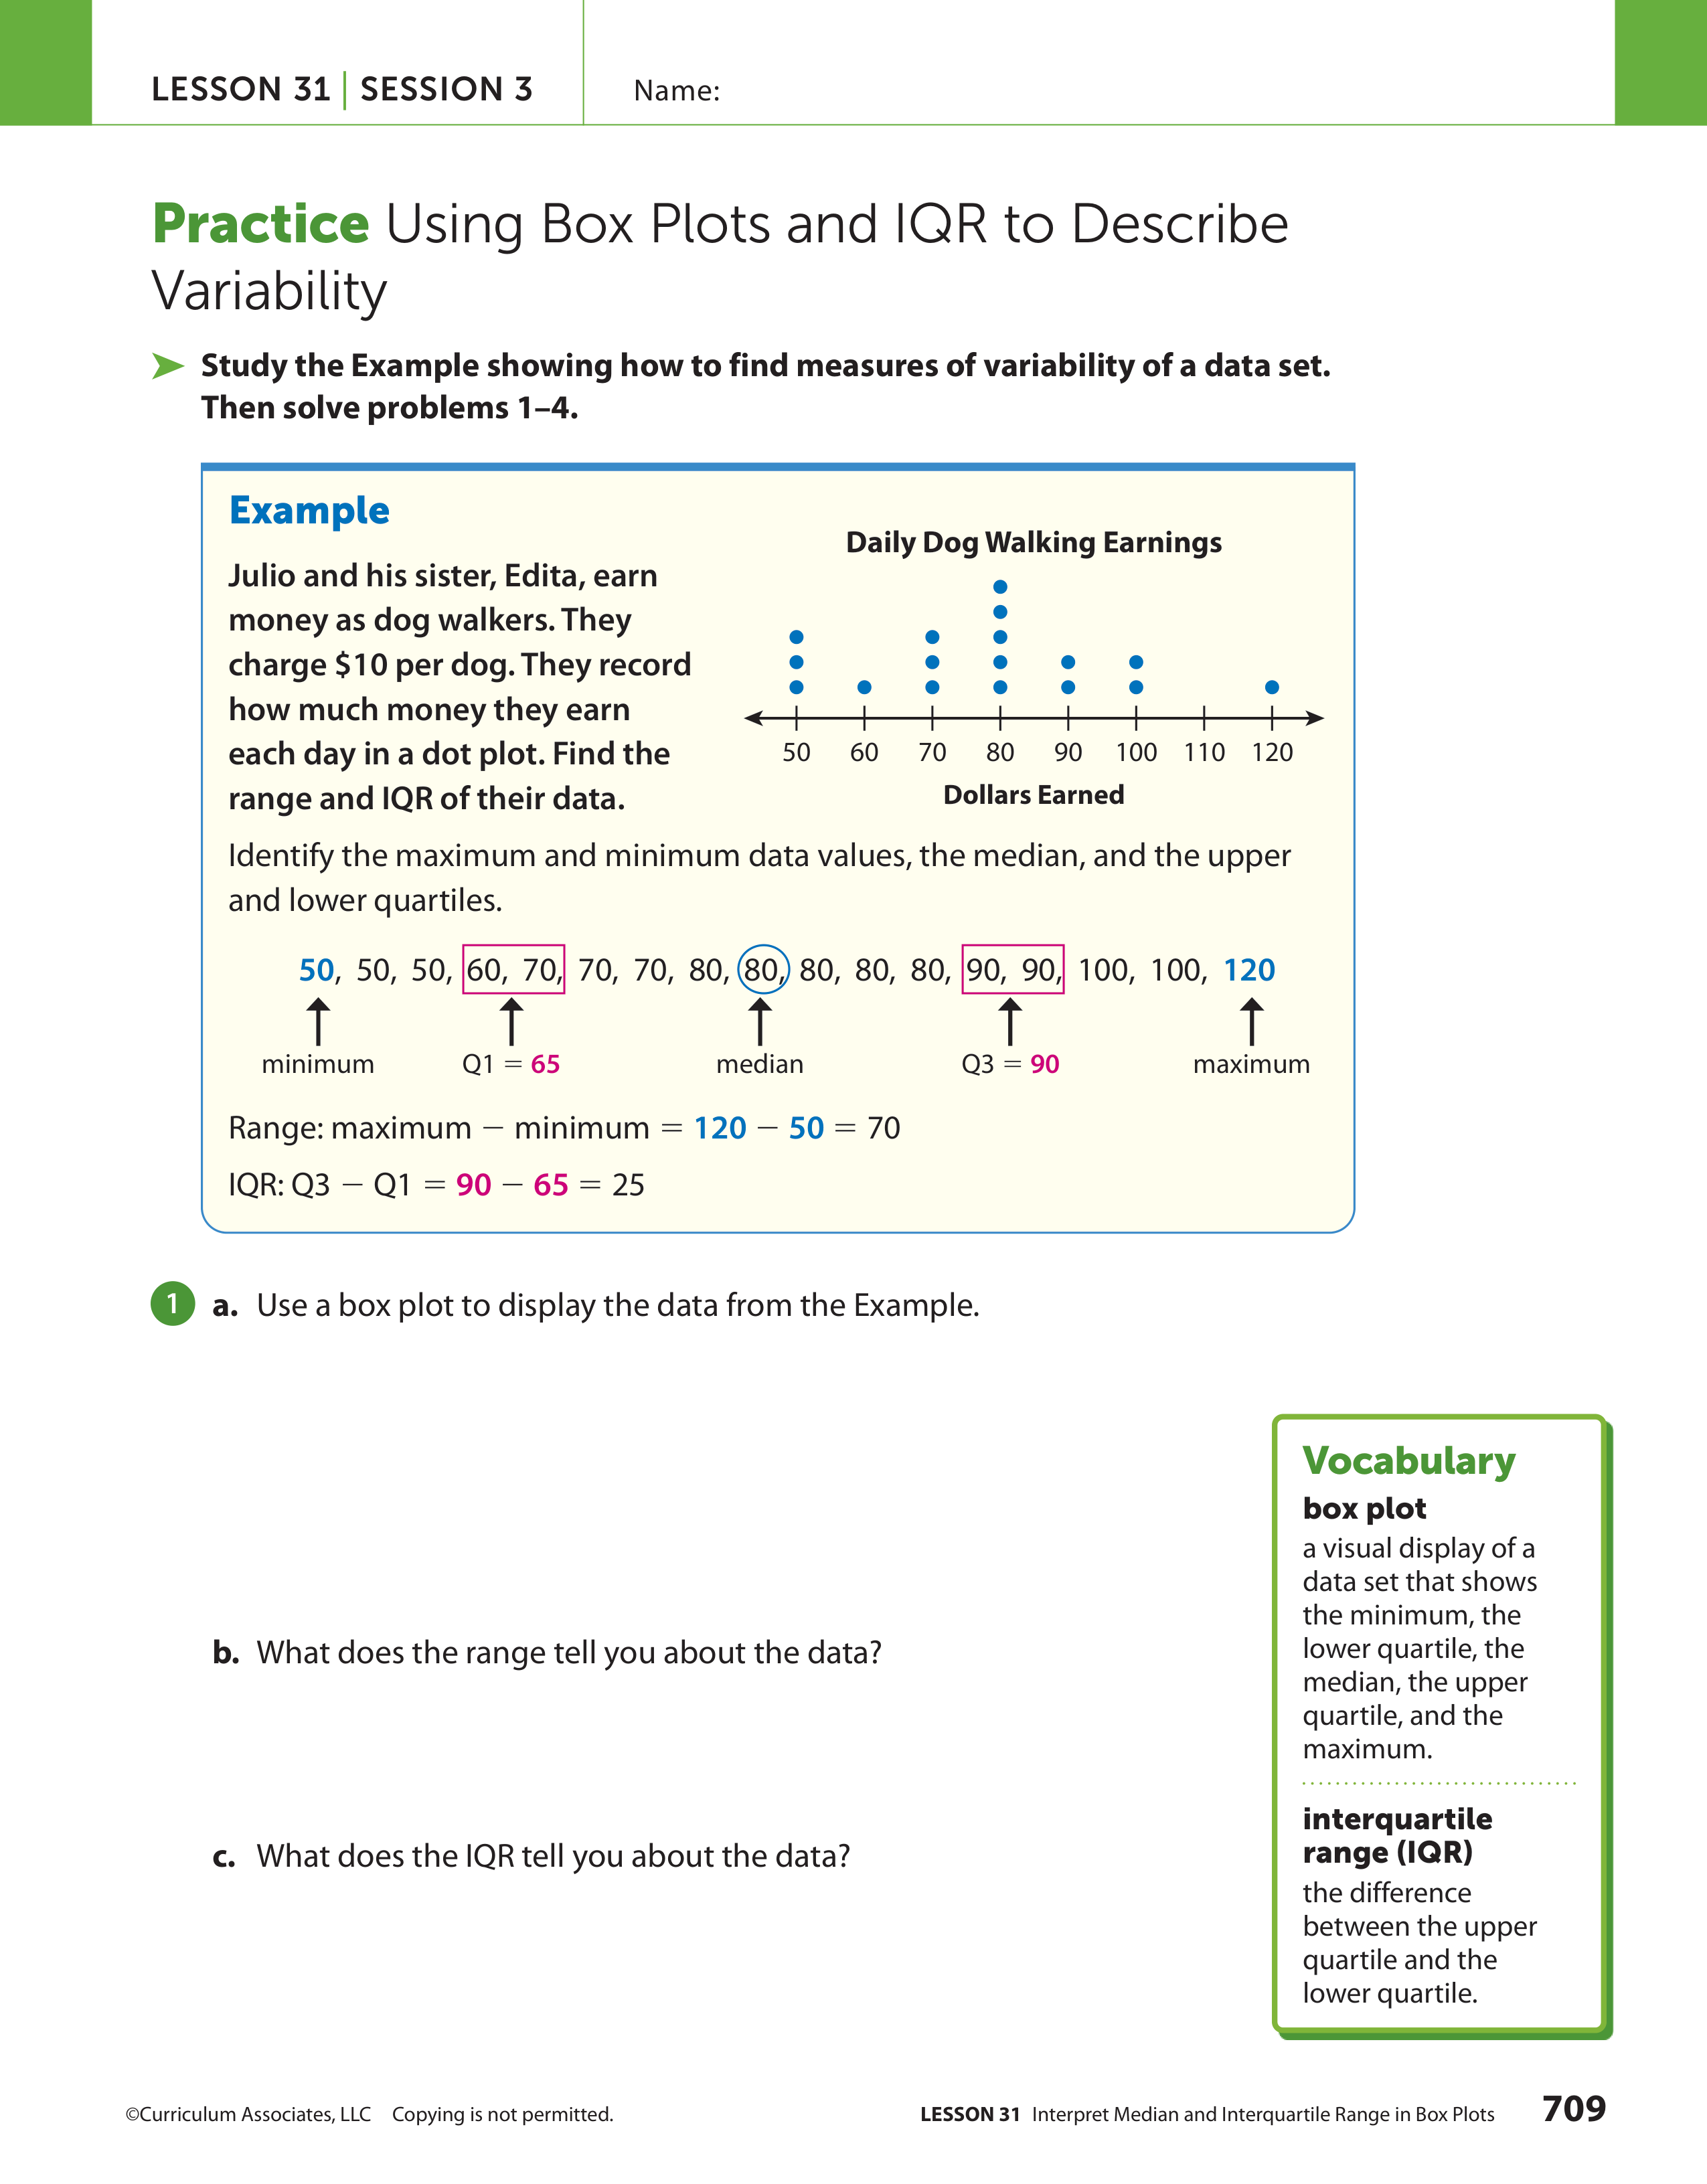 LESSON 31 | SESSION 3
Name:
Practice Using Box Plots and IQR to Describe
Variability
Study the Example showing how to find measures of variability of a data set.
Then solve problems 1–4.
Example
Julio and his sister, Edita, earn
money as dog walkers. They
charge $10 per dog. They record
how much money they earn
each day in a dot plot. Find the
range and IQR of their data.
Daily Dog Walking Earnings
50 60 70 80 90 100 110 120
Dollars Earned
Identify the maximum and minimum data values, the median, and the upper
and lower quartiles.
50, 50, 50, 60, 70, 70, 70, 80, 80, 80, 80, 80, 90, 90, 100, 100, 120
minimum Q1 = 65 median Q3 = 90 maximum
Range: maximum − minimum = 120 − 50 = 70
IQR: Q3 − Q1 = 90 − 65 = 25
1 a. Use a box plot to display the data from the Example.
b. What does the range tell you about the data?
c. What does the IQR tell you about the data?
Vocabulary
box plot
a visual display of a
data set that shows
the minimum, the
lower quartile, the
median, the upper
quartile, and the
maximum.
interquartile
range (IQR)
the difference
between the upper
quartile and the
lower quartile.
©Curriculum Associates, LLC Copying is not permitted.
LESSON 31 Interpret Median and Interquartile Range in Box Plots 709